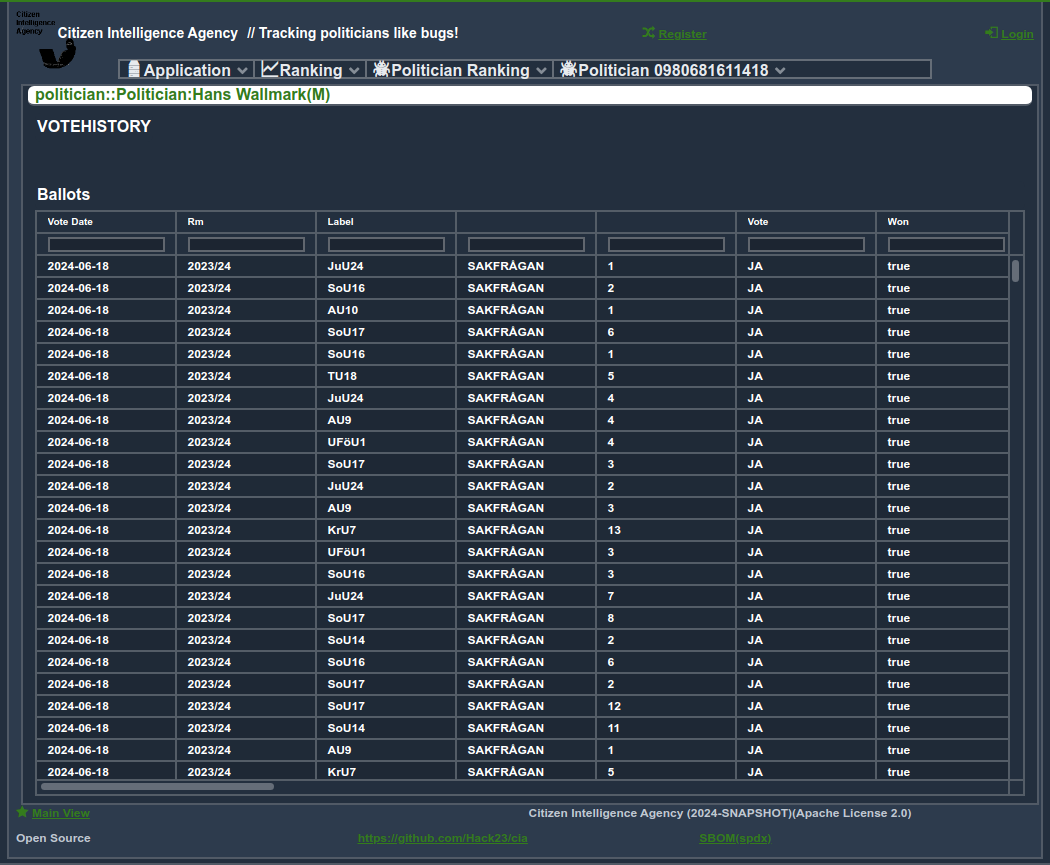 Citizen
Intelligence
Agency
Citizen Intelligence Agency // Tracking politicians like bugs!
Register
Login
Application Ranking Politician Ranking Politician 0980681611418
politician::Politician:Hans Wallmark(M)
VOTEHISTORY
Ballots
Vote Date Rm Label Vote Won
2024-06-18 2023/24 JuU24 SAKFRÅGAN 1 JA true
2024-06-18 2023/24 SoU16 SAKFRÅGAN 2 JA true
2024-06-18 2023/24 AU10 SAKFRÅGAN 1 JA true
2024-06-18 2023/24 SoU17 SAKFRÅGAN 6 JA true
2024-06-18 2023/24 SoU16 SAKFRÅGAN 1 JA true
2024-06-18 2023/24 TU18 SAKFRÅGAN 5 JA true
2024-06-18 2023/24 JuU24 SAKFRÅGAN 4 JA true
2024-06-18 2023/24 AU9 SAKFRÅGAN 4 JA true
2024-06-18 2023/24 UFöU1 SAKFRÅGAN 4 JA true
2024-06-18 2023/24 SoU17 SAKFRÅGAN 3 JA true
2024-06-18 2023/24 JuU24 SAKFRÅGAN 2 JA true
2024-06-18 2023/24 AU9 SAKFRÅGAN 3 JA true
2024-06-18 2023/24 KrU7 SAKFRÅGAN 13 JA true
2024-06-18 2023/24 UFöU1 SAKFRÅGAN 3 JA true
2024-06-18 2023/24 SoU16 SAKFRÅGAN 3 JA true
2024-06-18 2023/24 JuU24 SAKFRÅGAN 7 JA true
2024-06-18 2023/24 SoU17 SAKFRÅGAN 8 JA true
2024-06-18 2023/24 SoU14 SAKFRÅGAN 2 JA true
2024-06-18 2023/24 SoU16 SAKFRÅGAN 6 JA true
2024-06-18 2023/24 SoU17 SAKFRÅGAN 2 JA true
2024-06-18 2023/24 SoU17 SAKFRÅGAN 12 JA true
2024-06-18 2023/24 SoU14 SAKFRÅGAN 11 JA true
2024-06-18 2023/24 AU9 SAKFRÅGAN 1 JA true
2024-06-18 2023/24 KrU7 SAKFRÅGAN 5 JA true
Main View Citizen Intelligence Agency (2024-SNAPSHOT)(Apache License 2.0)
Open Source https://github.com/Hack23/cia SBOM(spdx)